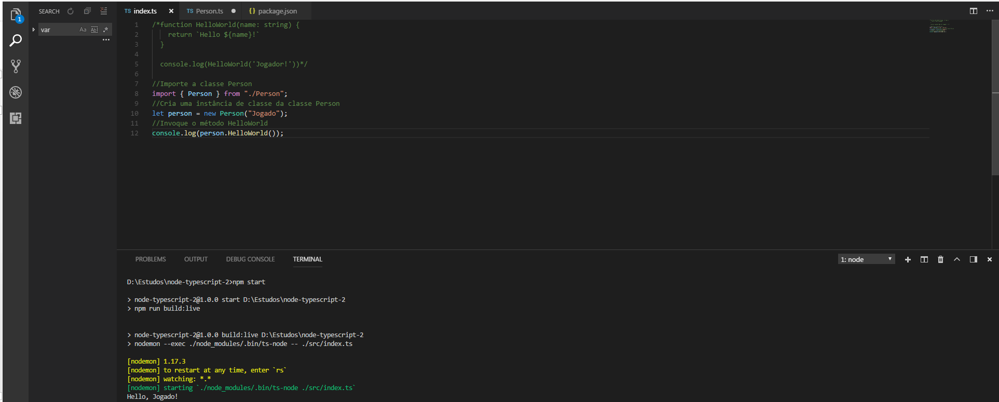 SEARCH
1
var
Aa
Abl
.*
TS index.ts
TS Person.ts
{} package.json
1 /*function HelloWorld(name: string) {
2 return `Hello ${name}!`
3 }
4
5 console.log(HelloWorld('Jogador!'))*/
6
7 //Importe a classe Person
8 import { Person } from "./Person";
9 //Cria uma instância de classe da classe Person
10 let person = new Person("Jogado");
11 //Invoque o método HelloWorld
12 console.log(person.HelloWorld());
PROBLEMS OUTPUT DEBUG CONSOLE TERMINAL
1: node
D:\Estudos\node-typescript-2>npm start
> node-typescript-2@1.0.0 start D:\Estudos\node-typescript-2
> npm run build:live
> node-typescript-2@1.0.0 build:live D:\Estudos\node-typescript-2
> nodemon --exec ./node_modules/.bin/ts-node -- ./src/index.ts
[nodemon] 1.17.3
[nodemon] to restart at any time, enter `rs`
[nodemon] watching: *.*
[nodemon] starting `./node_modules/.bin/ts-node ./src/index.ts`
Hello, Jogado!